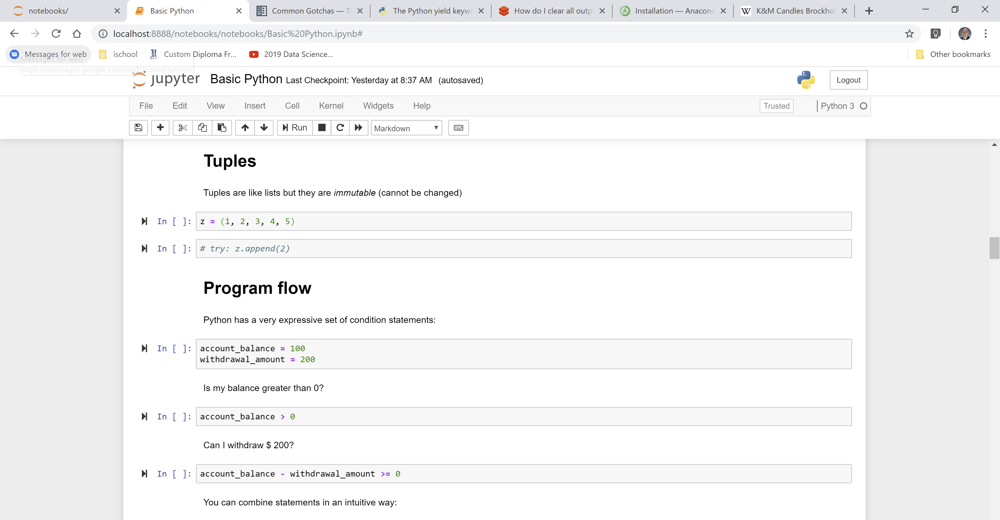 notebooks/
Basic Python
Common Gotchas — T
The Python yield keywo
How do I clear all outpu
Installation — Anacond
K&M Candles Brockhol
localhost:8888/notebooks/notebooks/Basic%20Python.ipynb#
Messages for web
ischool
Custom Diploma Fr...
2019 Data Science...
Other bookmarks
Messages for web
https://messages.google.com/web/conversations
jupyter Basic Python Last Checkpoint: Yesterday at 8:37 AM (autosaved)
Logout
File Edit View Insert Cell Kernel Widgets Help
Trusted
Python 3
Run
Markdown
Tuples
Tuples are like lists but they are immutable (cannot be changed)
In [ ]: z = (1, 2, 3, 4, 5)
In [ ]: # try: z.append(2)
Program flow
Python has a very expressive set of condition statements:
In [ ]: account_balance = 100
withdrawal_amount = 200
Is my balance greater than 0?
In [ ]: account_balance > 0
Can I withdraw $ 200?
In [ ]: account_balance - withdrawal_amount >= 0
You can combine statements in an intuitive way: